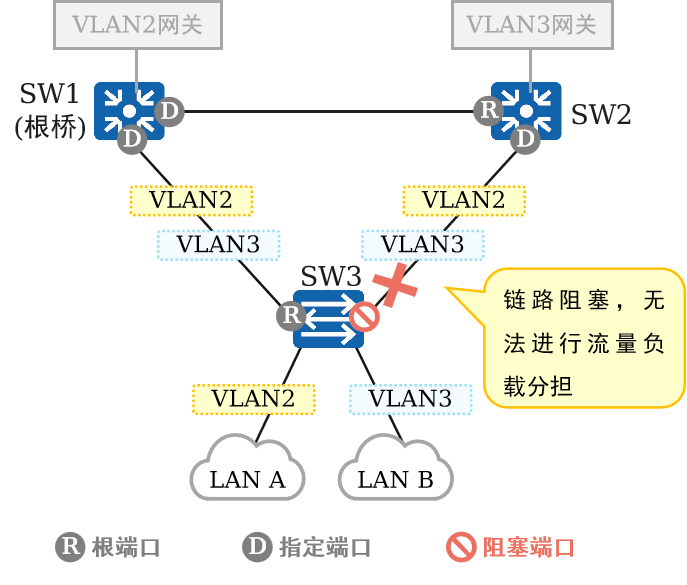 VLAN2网关
VLAN3网关
SW1
(根桥)
D
R
SW2
D
D
VLAN2
VLAN2
VLAN3
VLAN3
SW3
R
链路阻塞，无
法进行流量负
载分担
VLAN2
VLAN3
LAN A
LAN B
R 根端口
D 指定端口
阻塞端口